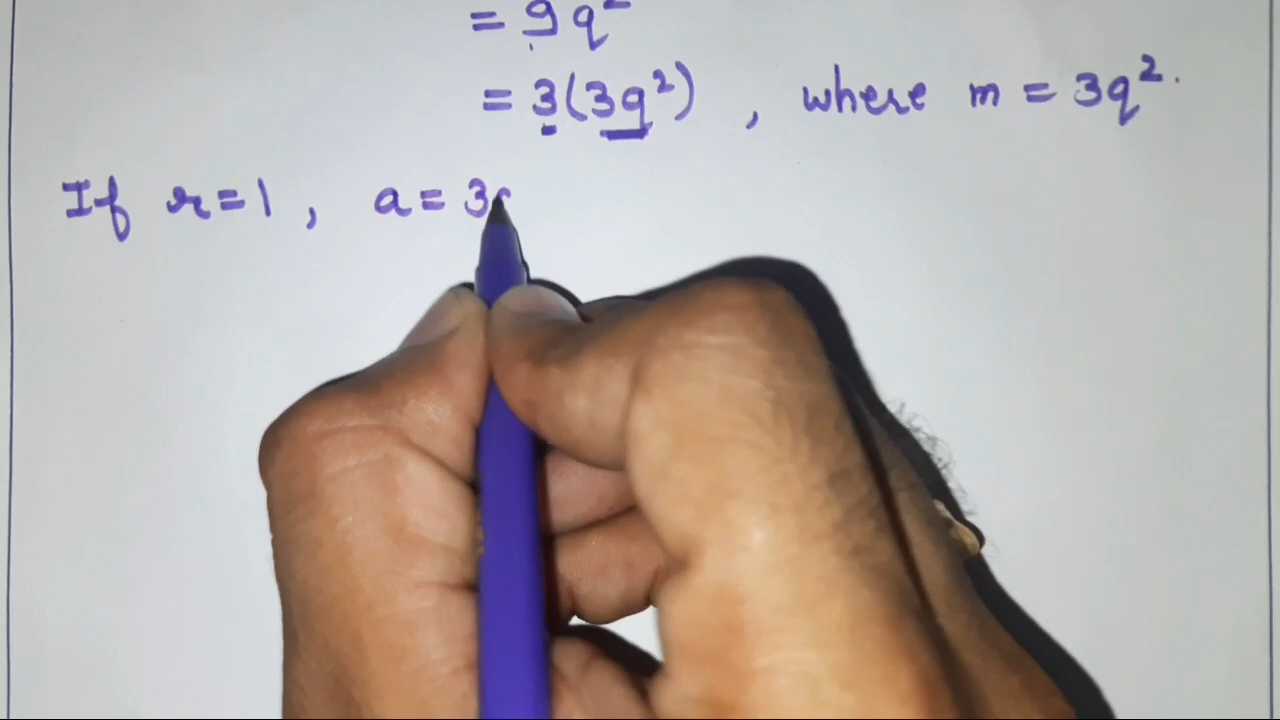 = 9q²
= 3(3q²) , where m = 3q².
If r=1 , a = 3